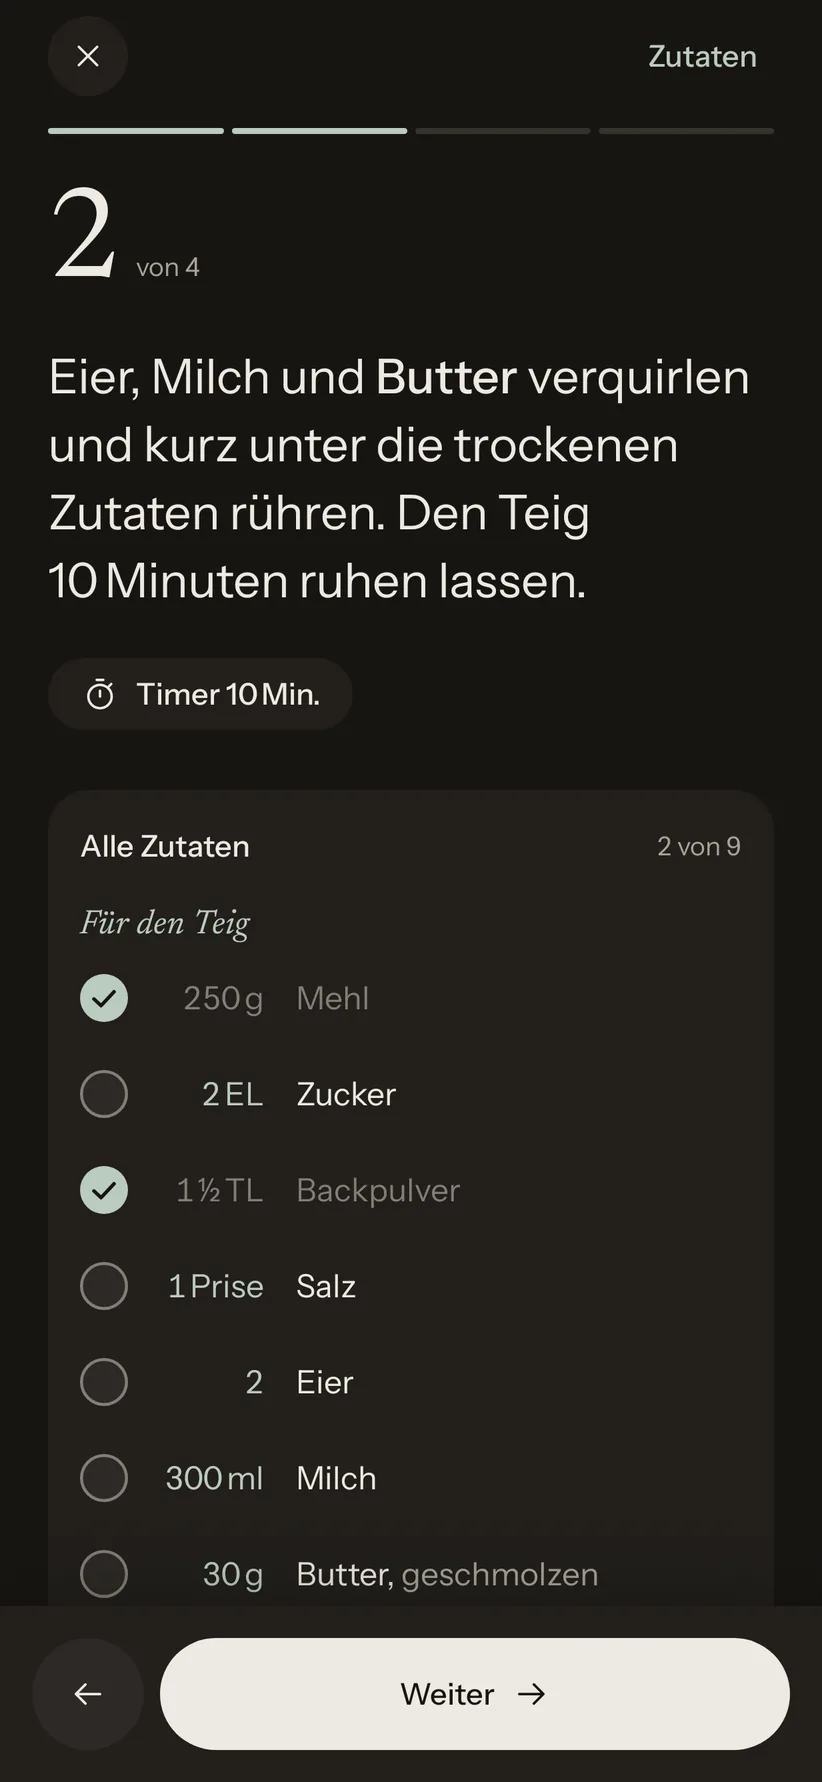 Zutaten
2 von 4
Eier, Milch und Butter verquirlen
und kurz unter die trockenen
Zutaten rühren. Den Teig
10 Minuten ruhen lassen.
Timer 10 Min.
Alle Zutaten 2 von 9
Für den Teig
250 g Mehl
2 EL Zucker
1 ½ TL Backpulver
1 Prise Salz
2 Eier
300 ml Milch
30 g Butter, geschmolzen
Weiter →